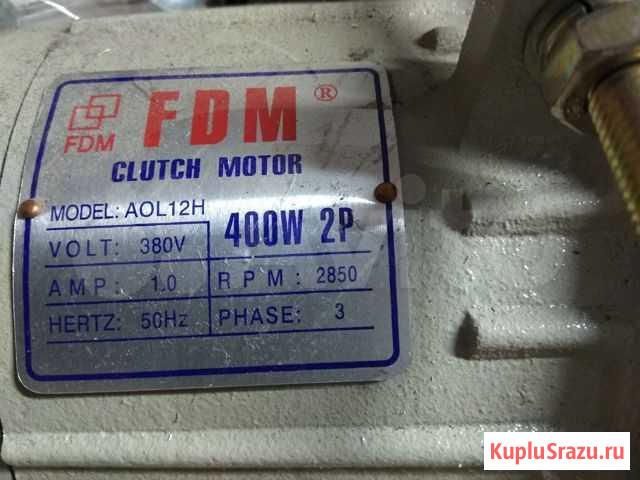 FDM®
FDM
CLUTCH MOTOR
MODEL: AOL12H
400W 2P
VOLT: 380V
AMP: 1.0
RPM: 2850
HERTZ: 50Hz
PHASE: 3
KupluSrazu.ru